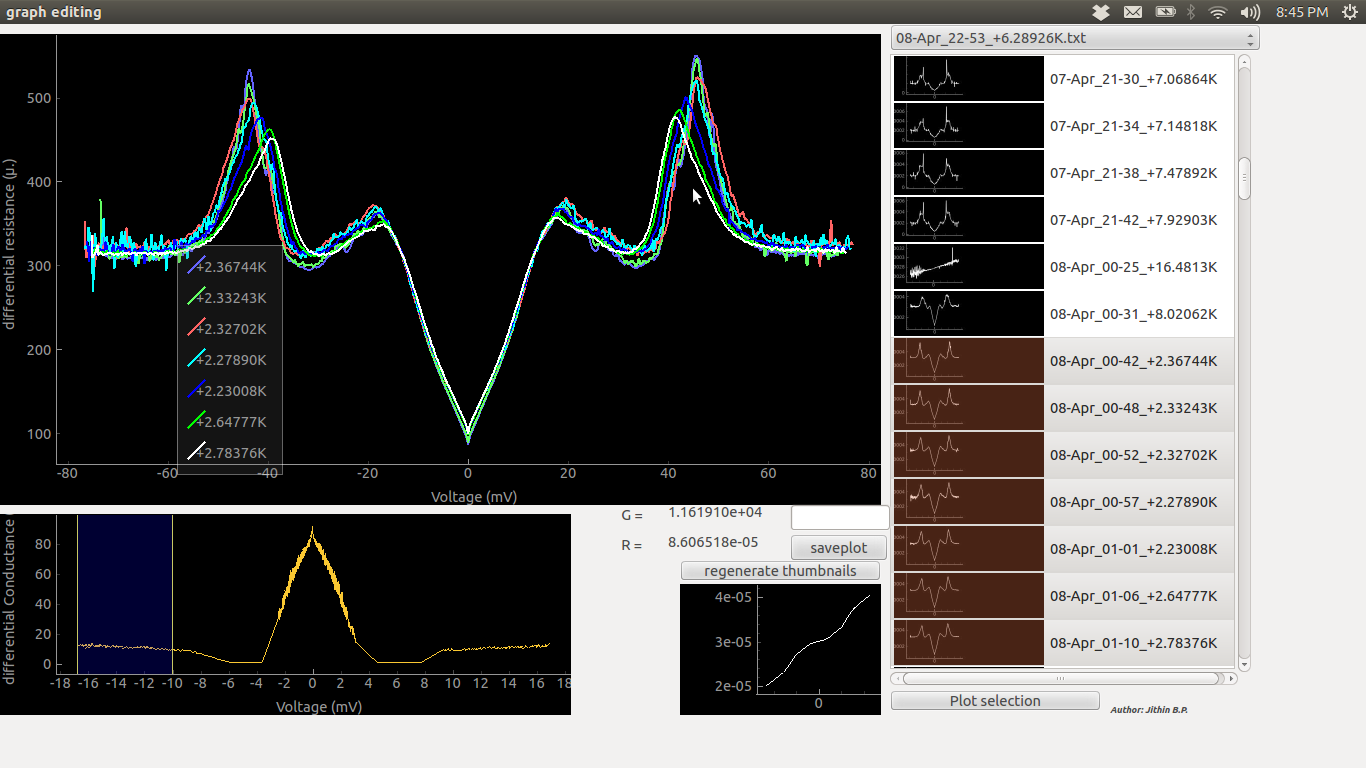 graph editing
8:45 PM
08-Apr_22-53_+6.28926K.txt
differential resistance (µ.)
500
400
300
200
100
+2.36744K
+2.33243K
+2.32702K
+2.27890K
+2.23008K
+2.64777K
+2.78376K
-80 -60 -40 -20 0 20 40 60 80
Voltage (mV)
07-Apr_21-30_+7.06864K
07-Apr_21-34_+7.14818K
07-Apr_21-38_+7.47892K
07-Apr_21-42_+7.92903K
08-Apr_00-25_+16.4813K
08-Apr_00-31_+8.02062K
08-Apr_00-42_+2.36744K
08-Apr_00-48_+2.33243K
08-Apr_00-52_+2.32702K
08-Apr_00-57_+2.27890K
08-Apr_01-01_+2.23008K
08-Apr_01-06_+2.64777K
08-Apr_01-10_+2.78376K
differential Conductance
80
60
40
20
0
-18 -16 -14 -12 -10 -8 -6 -4 -2 0 2 4 6 8 10 12 14 16 18
Voltage (mV)
G = 1.161910e+04
R = 8.606518e-05
saveplot
regenerate thumbnails
4e-05
3e-05
2e-05
0
Plot selection
Author: Jithin B.P.